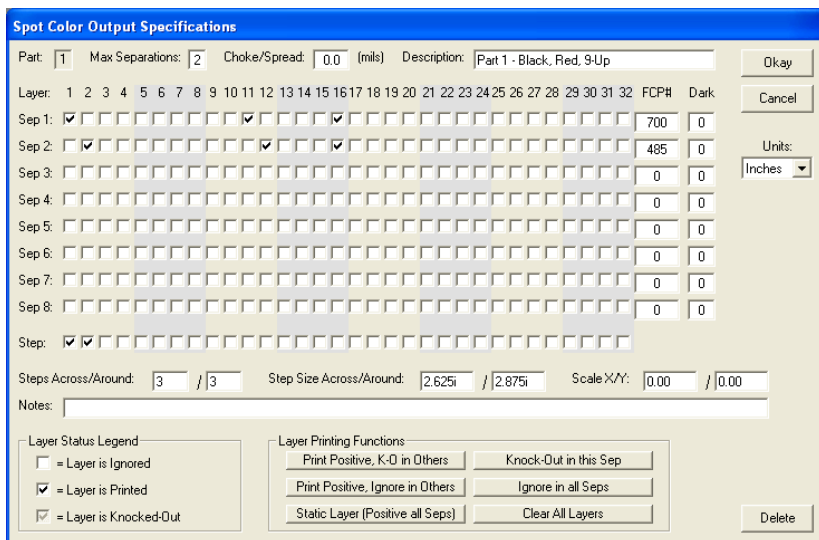 Spot Color Output Specifications
Part: 1 Max Separations: 2 Choke/Spread: 0.0 (mils) Description: Part 1 - Black, Red, 9-Up Okay
Layer: 1 2 3 4 5 6 7 8 9 10 11 12 13 14 15 16 17 18 19 20 21 22 23 24 25 26 27 28 29 30 31 32 FCP# Dark Cancel
Sep 1: 700 0
Sep 2: 485 0 Units:
Sep 3: 0 0 Inches
Sep 4: 0 0
Sep 5: 0 0
Sep 6: 0 0
Sep 7: 0 0
Sep 8: 0 0
Step:
Steps Across/Around: 3 / 3 Step Size Across/Around: 2.625i / 2.875i Scale X/Y: 0.00 / 0.00
Notes:
Layer Status Legend
= Layer is Ignored
= Layer is Printed
= Layer is Knocked-Out
Layer Printing Functions
Print Positive, K-O in Others Knock-Out in this Sep
Print Positive, Ignore in Others Ignore in all Seps
Static Layer (Positive all Seps) Clear All Layers
Delete